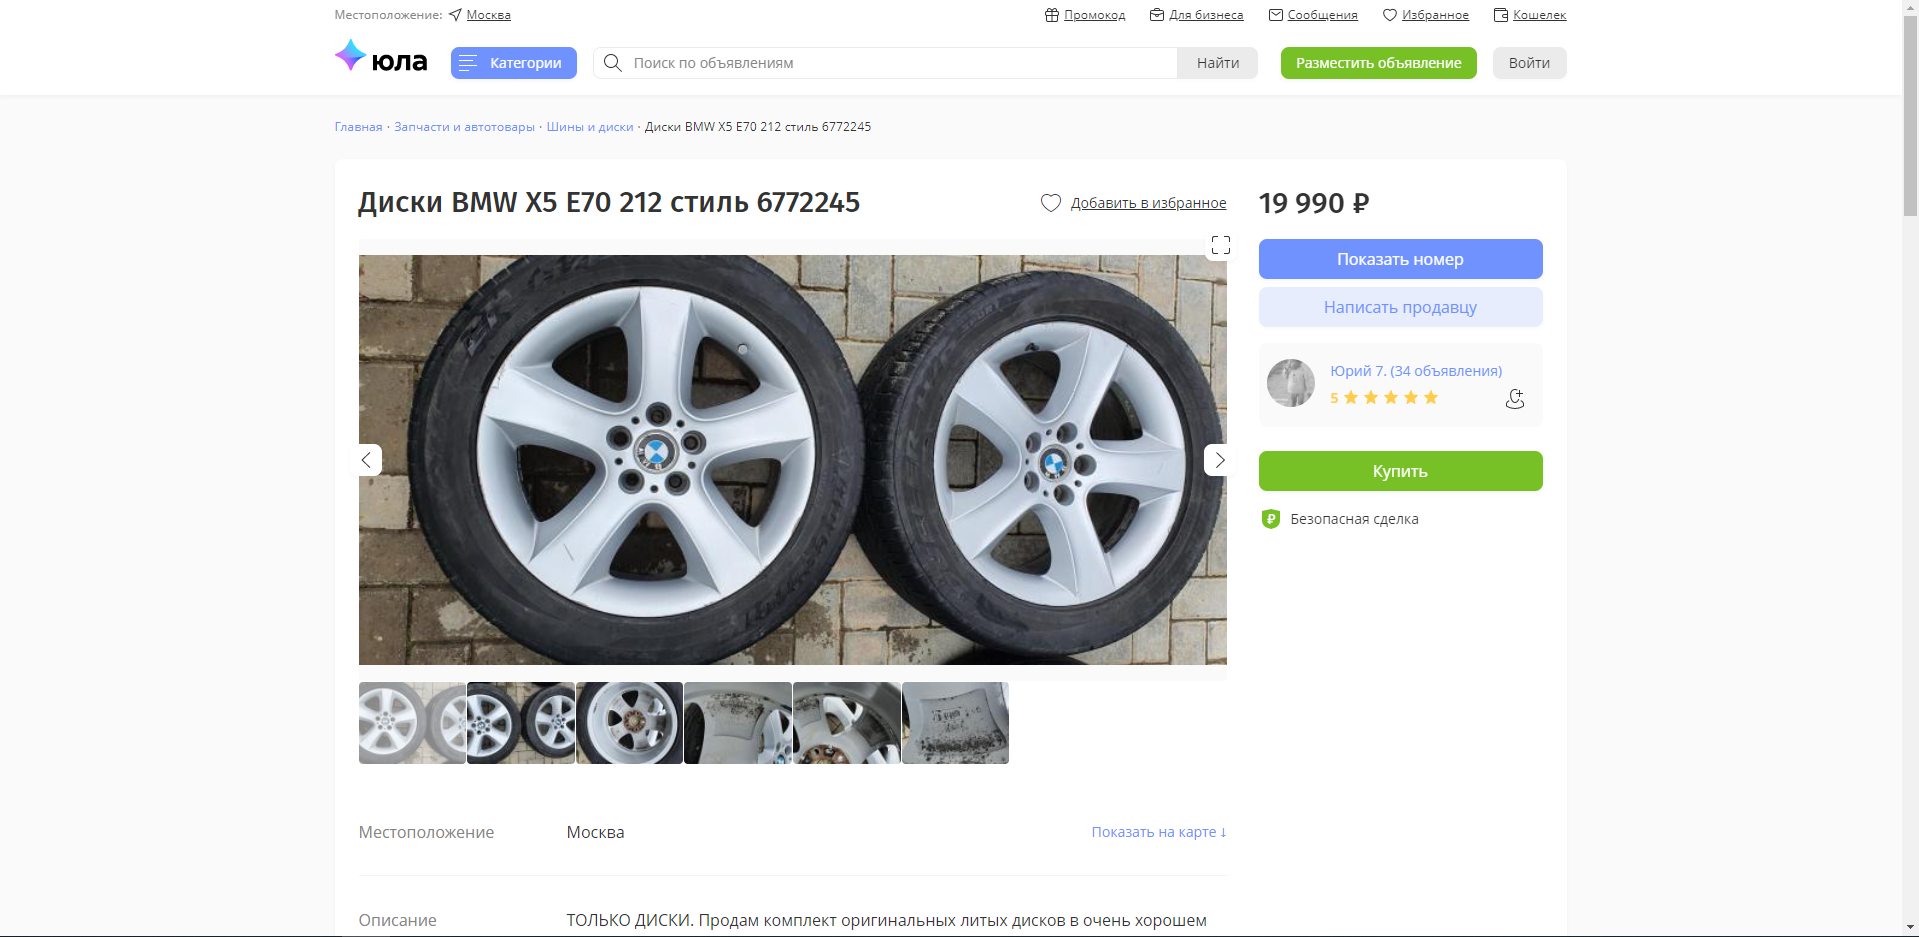 Местоположение: Москва
Промокод Для бизнеса Сообщения Избранное Кошелек
юла Категории Поиск по объявлениям Найти Разместить объявление Войти
Главная · Запчасти и автотовары · Шины и диски · Диски BMW X5 E70 212 стиль 6772245
Диски BMW X5 E70 212 стиль 6772245
Добавить в избранное
19 990 ₽
Показать номер
Написать продавцу
Юрий 7. (34 объявления)
5
Купить
Безопасная сделка
Местоположение Москва Показать на карте ↓
Описание ТОЛЬКО ДИСКИ. Продам комплект оригинальных литых дисков в очень хорошем